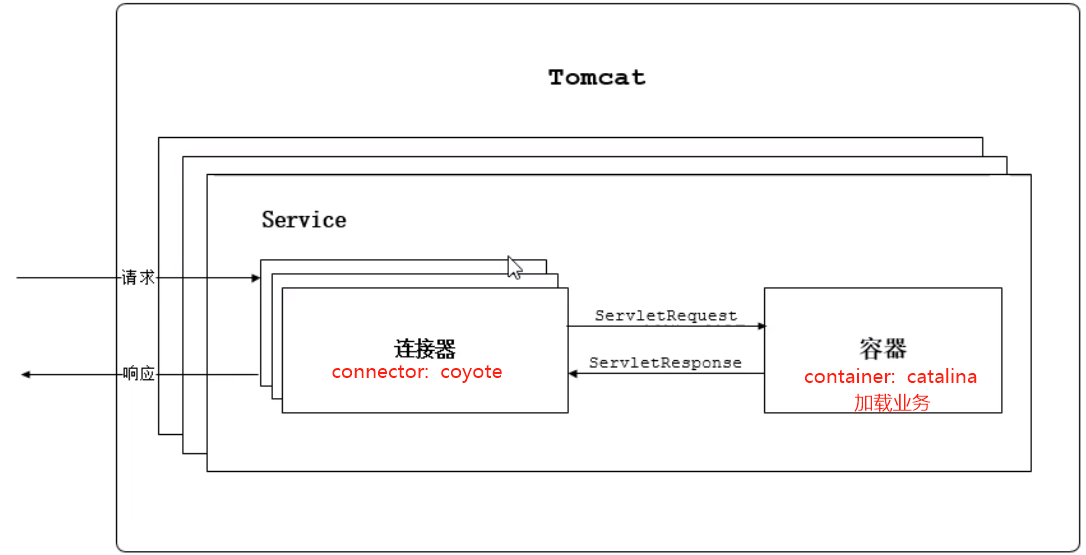 Tomcat
Service
请求
ServletRequest
连接器
容器
connector: coyote
ServletResponse
container: catalina
响应
加载业务